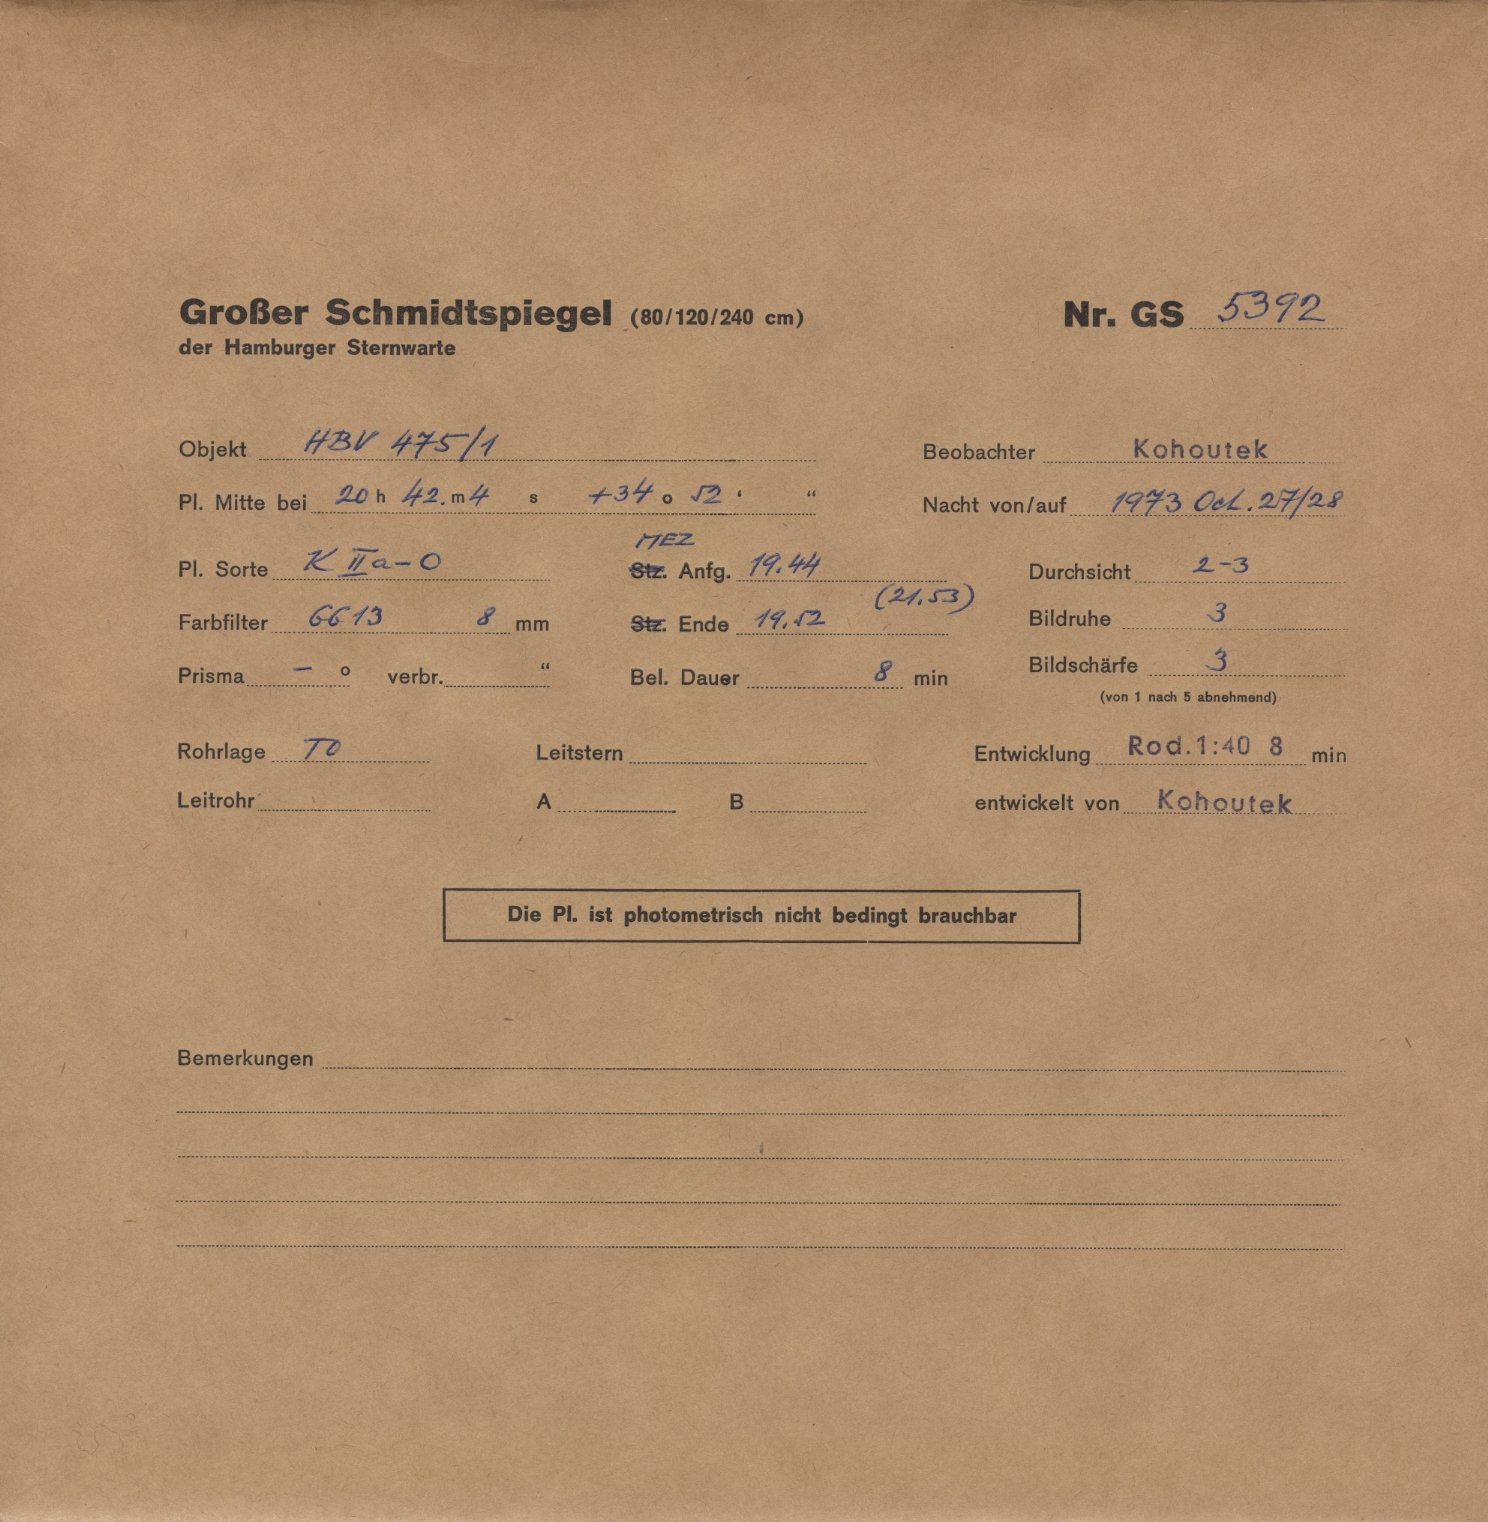 Großer Schmidtspiegel (80/120/240 cm) Nr. GS 5392
der Hamburger Sternwarte
Objekt HBV 475/1 Beobachter Kohoutek
Pl. Mitte bei 20 h 42. m 4 s +34 o 52 ‘ “ Nacht von/auf 1973 Oct. 27/28
MEZ
Pl. Sorte K IIa-O Stz. Anfg. 19.44 Durchsicht 2-3
(21.53)
Farbfilter GG13 8 mm Stz. Ende 19.52 Bildruhe 3
Prisma – o verbr. “ Bel. Dauer 8 min Bildschärfe 3
(von 1 nach 5 abnehmend)
Rohrlage TO Leitstern Entwicklung Rod.1:40 8 min
Leitrohr A B entwickelt von Kohoutek
Die Pl. ist photometrisch nicht bedingt brauchbar
Bemerkungen